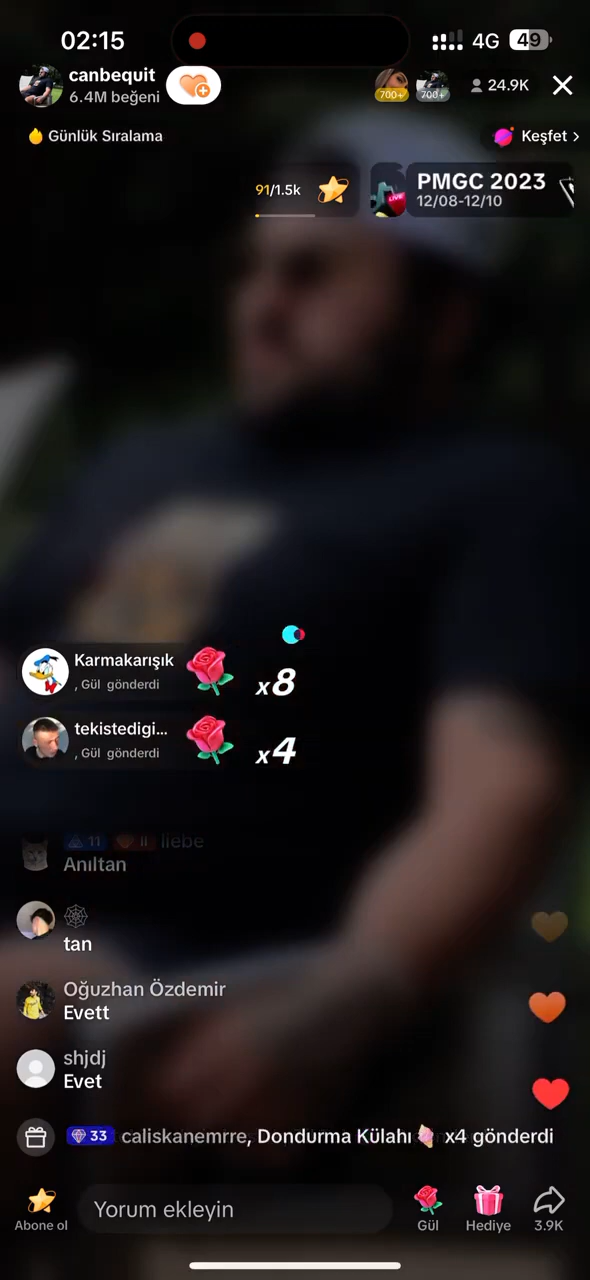 02:15
4G
49
canbequit
6.4M beğeni
700+
700+
24.9K
Günlük Sıralama
Keşfet >
91/1.5k
LIVE
PMGC 2023
12/08-12/10
Karmakarışık
, Gül gönderdi
x8
tekistedigi...
, Gül gönderdi
x4
11 II liebe
Anıltan
tan
Oğuzhan Özdemir
Evett
shjdj
Evet
33 caliskanemrre, Dondurma Külahı x4 gönderdi
Abone ol
Yorum ekleyin
Gül
Hediye
3.9K